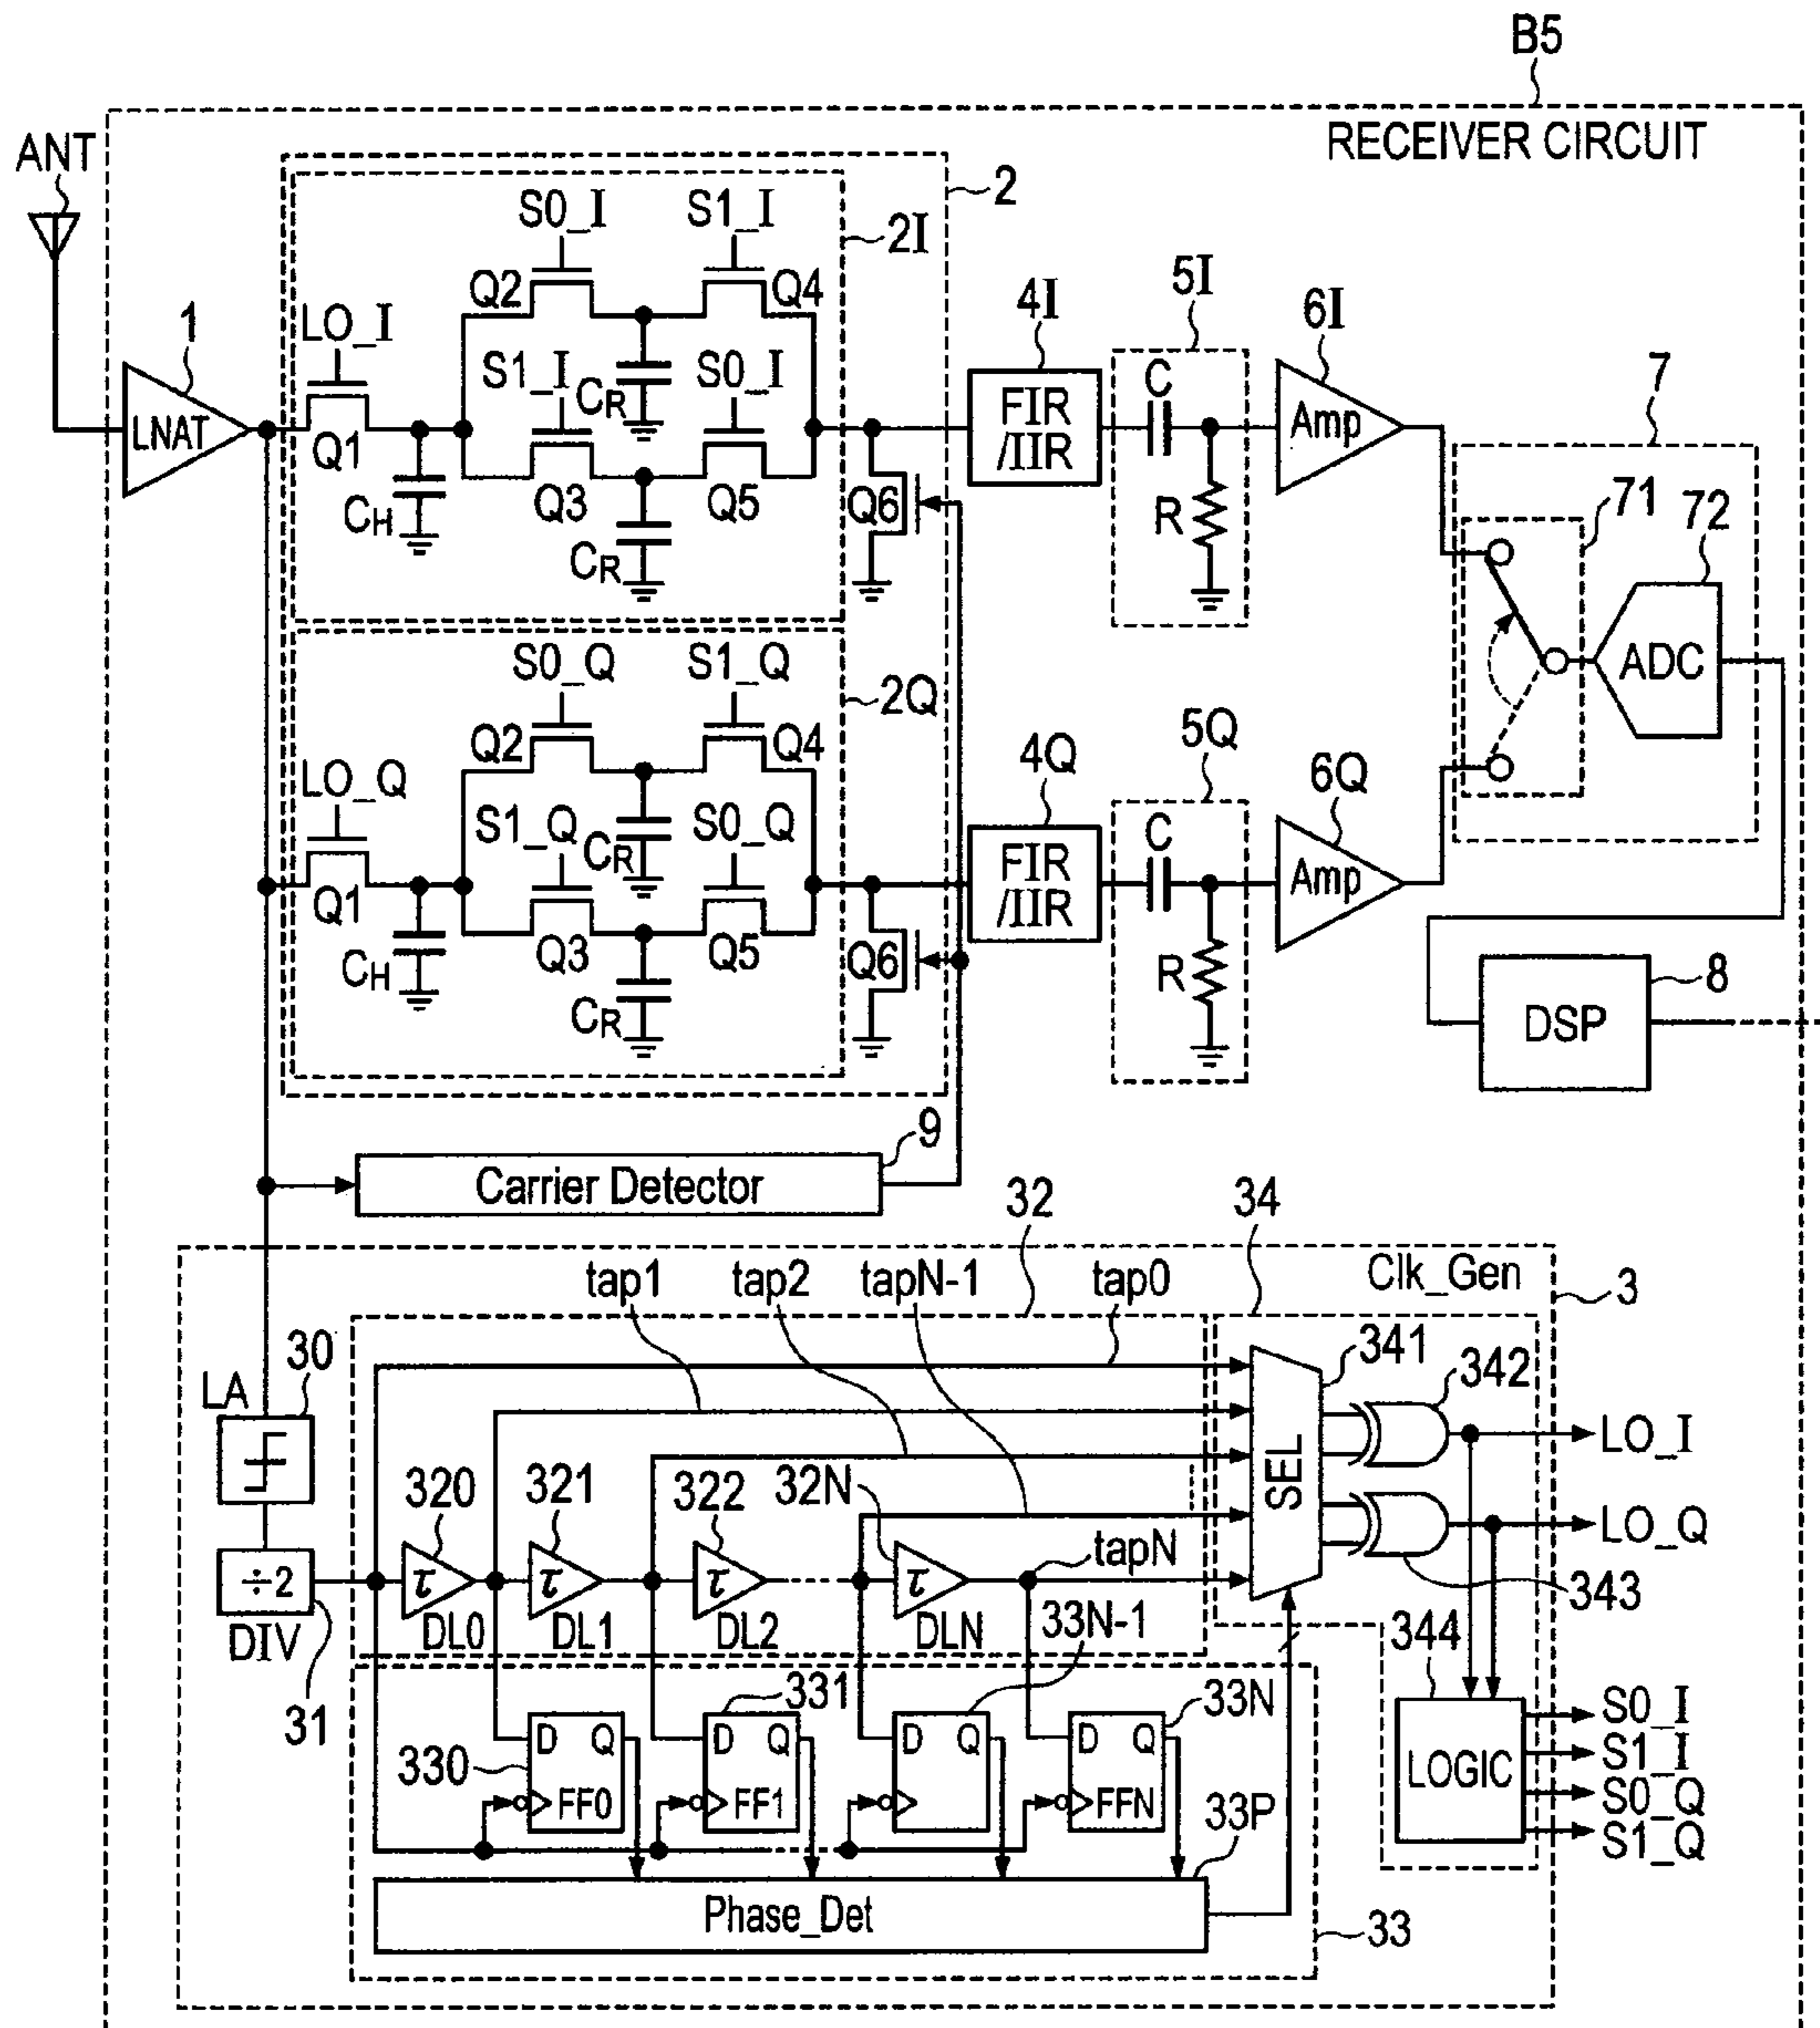 B5
RECEIVER CIRCUIT
ANT
1
LNAT
2
2I
S0_I
S1_I
Q2
Q4
LO_I
S1_I
S0_I
CR
Q1
CH
Q3
Q5
CR
Q6
4I
FIR
/IIR
5I
C
R
6I
Amp
7
71
72
ADC
2Q
S0_Q
S1_Q
Q2
Q4
LO_Q
S1_Q
S0_Q
CR
Q1
CH
Q3
Q5
CR
Q6
4Q
FIR
/IIR
5Q
C
R
6Q
Amp
8
DSP
9
Carrier Detector
32
34
tap1
tap2
tapN-1
tap0
Clk_Gen
3
30
LA
341
342
LO_I
SEL
320
321
322
32N
LO_Q
÷2
τ
τ
τ
τ
tapN
343
DIV
DL0
DL1
DL2
DLN
33N-1
344
31
331
33N
D Q
D Q
D Q
D Q
330
FF0
FF1
FFN
33P
LOGIC
S0_I
S1_I
S0_Q
S1_Q
Phase_Det
33